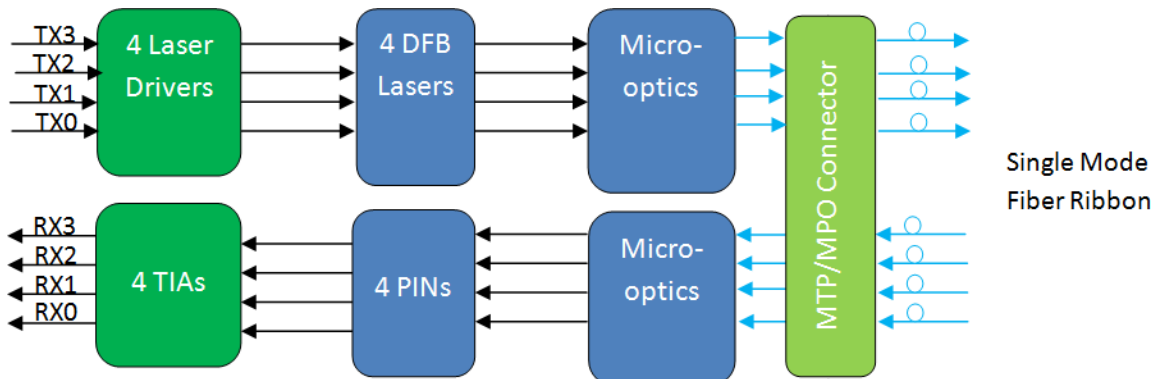 TX3
TX2
TX1
TX0
4 Laser
Drivers
4 DFB
Lasers
Micro-
optics
MTP/MPO Connector
Single Mode
Fiber Ribbon
RX3
RX2
RX1
RX0
4 TIAs
4 PINs
Micro-
optics